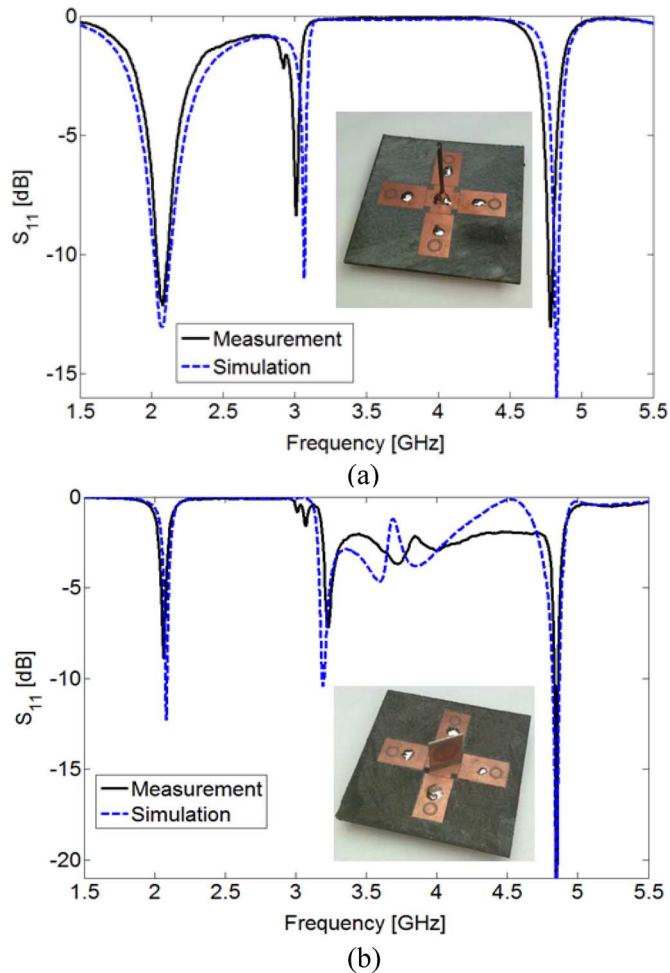 0
-5
-10
-15
S11 [dB]
Measurement
Simulation
1.5 2 2.5 3 3.5 4 4.5 5 5.5
Frequency [GHz]
(a)
0
-5
-10
-15
-20
S11 [dB]
Measurement
Simulation
1.5 2 2.5 3 3.5 4 4.5 5 5.5
Frequency [GHz]
(b)